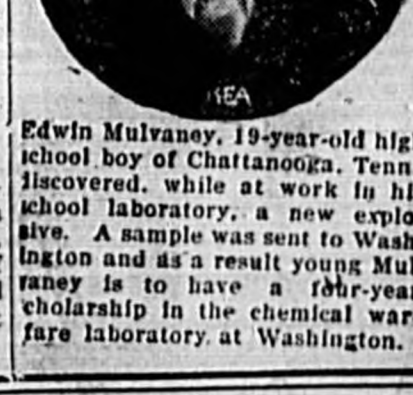 NEA
Edwin Mulvaney, 19-year-old hig
school boy of Chattanooga, Tenn
discovered, while at work in hi
school laboratory, a new explo
sive. A sample was sent to Wash
ington and as a result young Mul
vaney is to have a four-year
cholarship in the chemical war
fare laboratory at Washington.